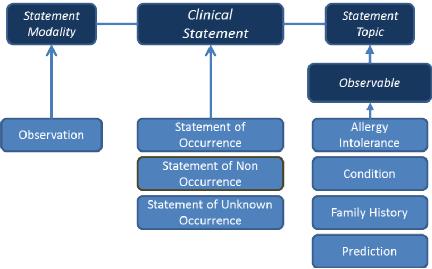 Statement
Modality
Clinical
Statement
Statement
Topic
Observable
Observation
Statement of
Occurrence
Allergy
Intolerance
Statement of Non
Occurrence
Condition
Statement of Unknown
Occurrence
Family History
Prediction